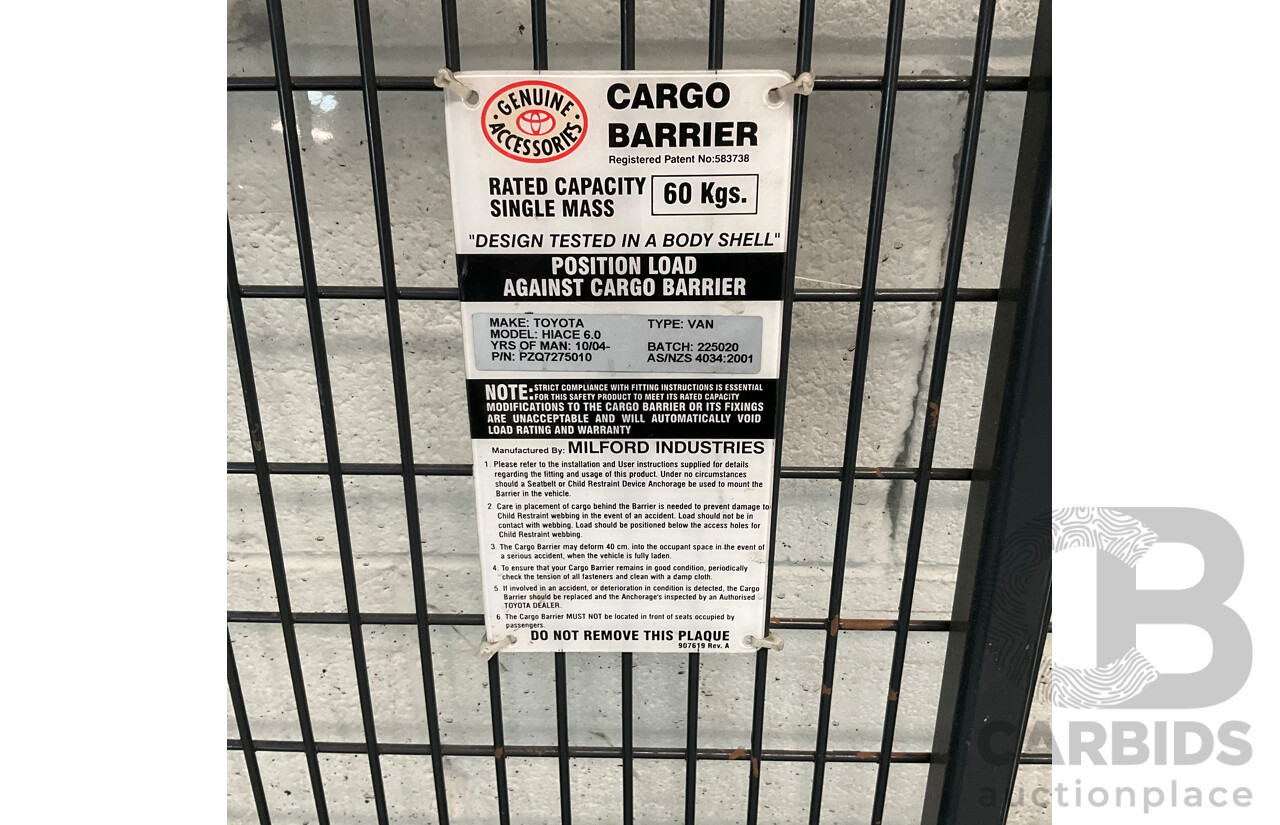 GENUINE ACCESSORIES
CARGO
BARRIER
Registered Patent No:583738
RATED CAPACITY
SINGLE MASS
60 Kgs.
"DESIGN TESTED IN A BODY SHELL"
POSITION LOAD
AGAINST CARGO BARRIER
MAKE: TOYOTA TYPE: VAN
MODEL: HIACE 6.0
YRS OF MAN: 10/04- BATCH: 225020
P/N: PZQ7275010 AS/NZS 4034:2001
NOTE: STRICT COMPLIANCE WITH FITTING INSTRUCTIONS IS ESSENTIAL
FOR THIS SAFETY PRODUCT TO MEET ITS RATED CAPACITY
MODIFICATIONS TO THE CARGO BARRIER OR ITS FIXINGS
ARE UNACCEPTABLE AND WILL AUTOMATICALLY VOID
LOAD RATING AND WARRANTY
Manufactured By: MILFORD INDUSTRIES
1. Please refer to the installation and User instructions supplied for details
regarding the fitting and usage of this product. Under no circumstances
should a Seatbelt or Child Restraint Device Anchorage be used to mount the
Barrier in the vehicle.
2. Care in placement of cargo behind the Barrier is needed to prevent damage to
Child Restraint webbing in the event of an accident. Load should not be in
contact with webbing. Load should be positioned below the access holes for
Child Restraint webbing.
3. The Cargo Barrier may deform 40 cm. into the occupant space in the event of
a serious accident, when the vehicle is fully laden.
4. To ensure that your Cargo Barrier remains in good condition, periodically
check the tension of all fasteners and clean with a damp cloth.
5. If involved in an accident, or deterioration in condition is detected, the Cargo
Barrier should be replaced and the Anchorage's inspected by an Authorised
TOYOTA DEALER.
6. The Cargo Barrier MUST NOT be located in front of seats occupied by
passengers.
DO NOT REMOVE THIS PLAQUE
907619 Rev. A
CB
CARBIDS
auctionplace